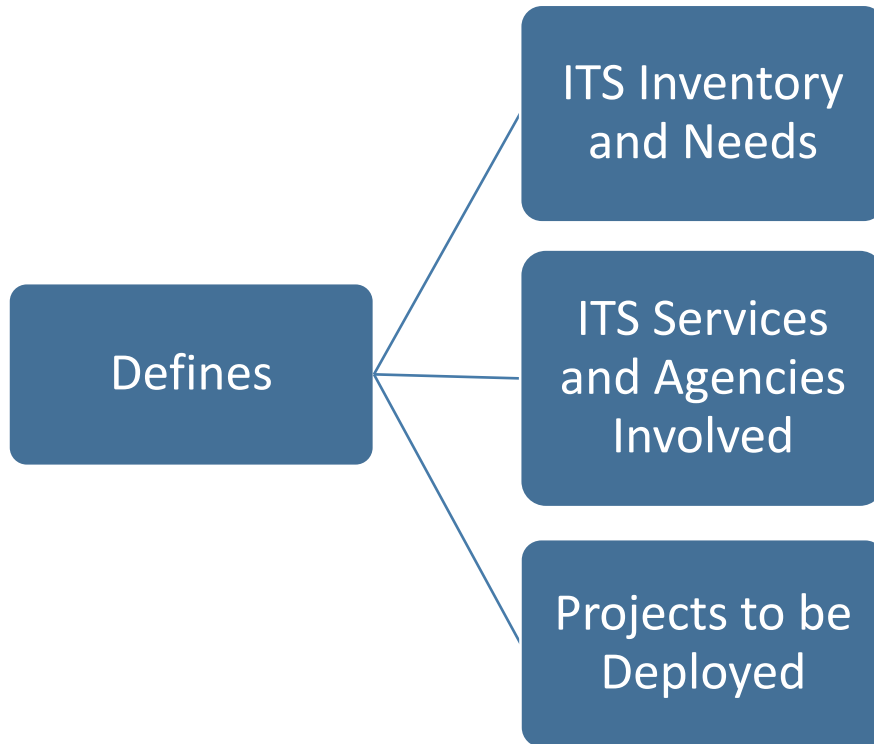 Defines
ITS Inventory
and Needs
ITS Services
and Agencies
Involved
Projects to be
Deployed